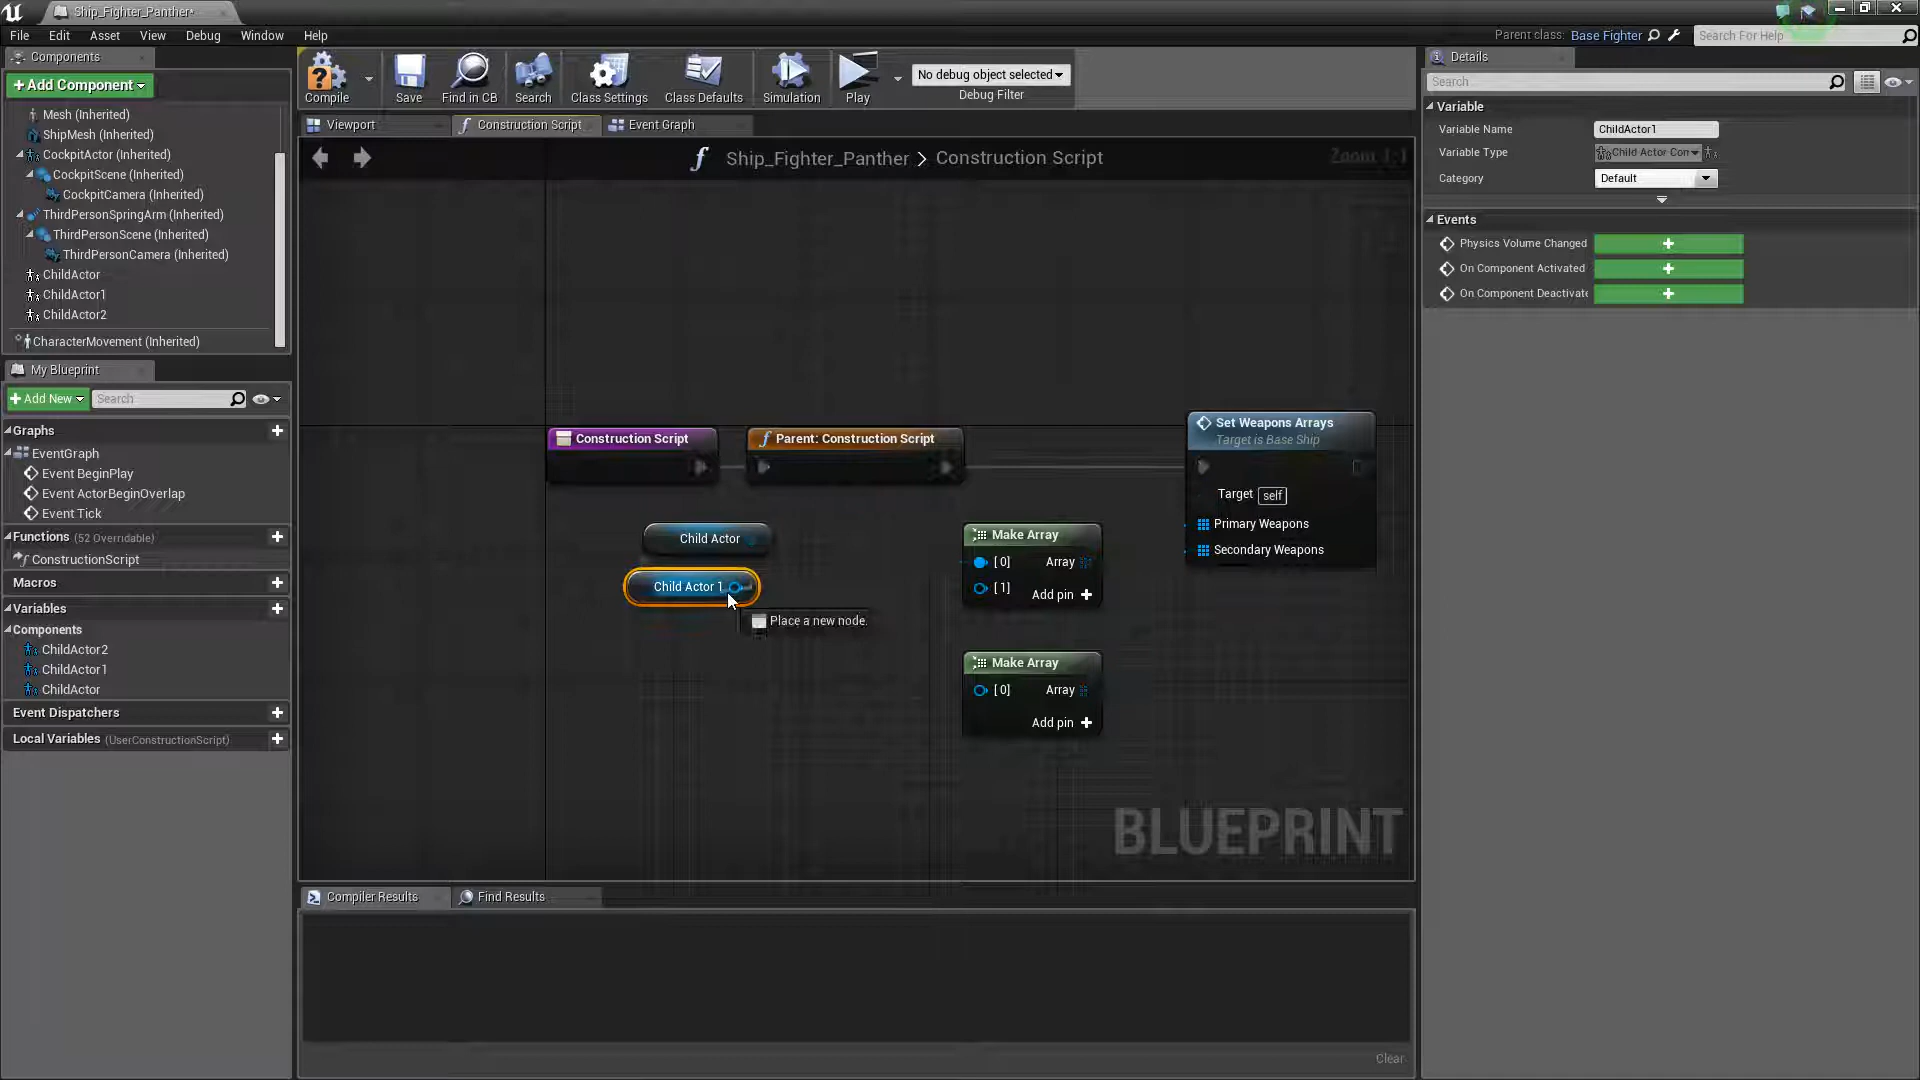 Ship_Fighter_Panther*
File Edit Asset View Debug Window Help
Parent class: Base Fighter
Search For Help
Components
+Add Component
Mesh (Inherited)
ShipMesh (Inherited)
CockpitActor (Inherited)
CockpitScene (Inherited)
CockpitCamera (Inherited)
ThirdPersonSpringArm (Inherited)
ThirdPersonScene (Inherited)
ThirdPersonCamera (Inherited)
ChildActor
ChildActor1
ChildActor2
CharacterMovement (Inherited)
My Blueprint
+Add New
Search
Graphs
EventGraph
Event BeginPlay
Event ActorBeginOverlap
Event Tick
Functions (52 Overridable)
ConstructionScript
Macros
Variables
Components
ChildActor2
ChildActor1
ChildActor
Event Dispatchers
Local Variables (UserConstructionScript)
Compile
Save
Find in CB
Search
Class Settings
Class Defaults
Simulation
Play
No debug object selected
Debug Filter
Viewport
Construction Script
Event Graph
Ship_Fighter_Panther > Construction Script
Zoom 1:1
Construction Script
Parent: Construction Script
Set Weapons Arrays
Target is Base Ship
Target self
Primary Weapons
Secondary Weapons
Child Actor
Child Actor 1
Place a new node.
Make Array
[0] Array
[1] Add pin +
Make Array
[0] Array
Add pin +
BLUEPRINT
Compiler Results
Find Results
Clear
Details
Search
Variable
Variable Name ChildActor1
Variable Type Child Actor Com
Category Default
Events
Physics Volume Changed +
On Component Activated +
On Component Deactivate +